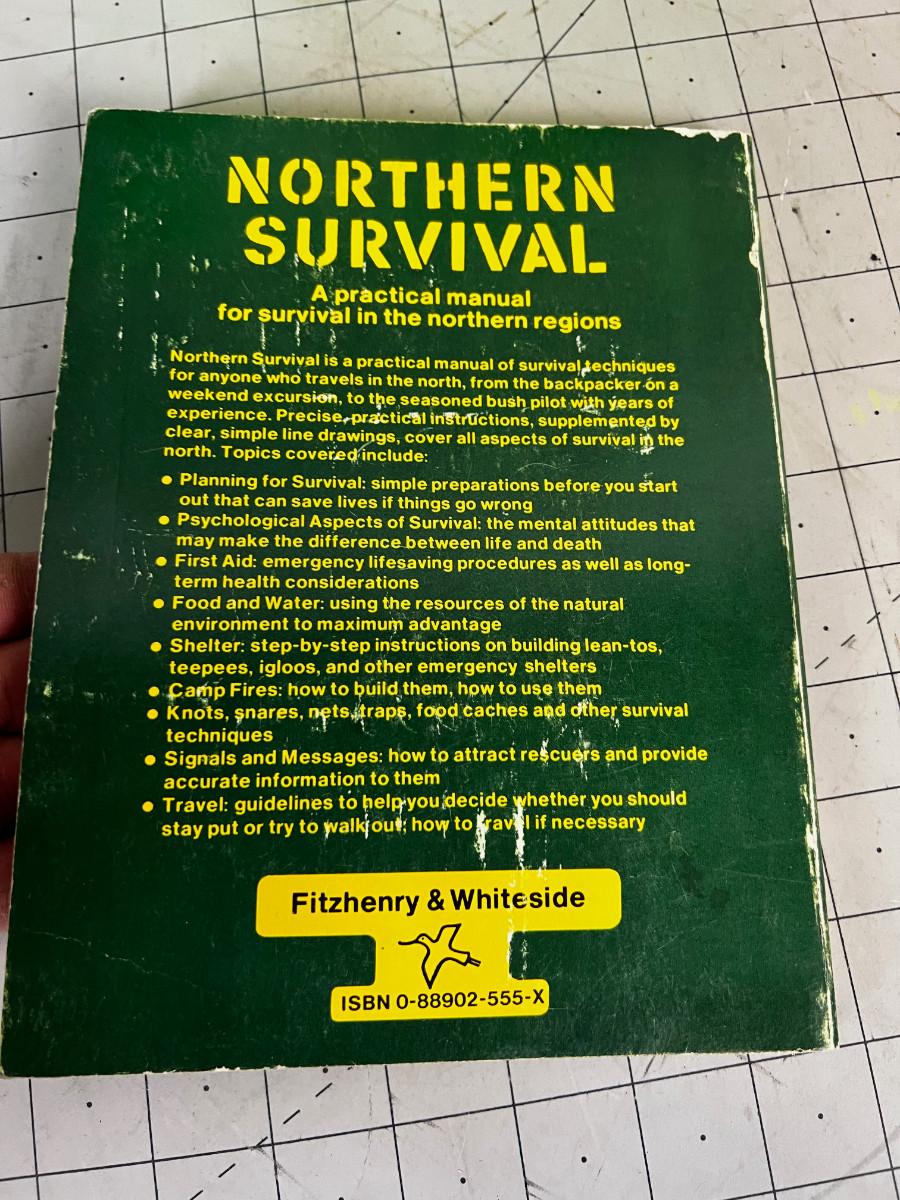 NORTHERN
SURVIVAL
A practical manual
for survival in the northern regions
Northern Survival is a practical manual of survival techniques
for anyone who travels in the north, from the backpacker on a
weekend excursion, to the seasoned bush pilot with years of
experience. Precise, practical instructions, supplemented by
clear, simple line drawings, cover all aspects of survival in the
north. Topics covered include:
• Planning for Survival: simple preparations before you start
out that can save lives if things go wrong
• Psychological Aspects of Survival: the mental attitudes that
may make the difference between life and death
• First Aid: emergency lifesaving procedures as well as long-
term health considerations
• Food and Water: using the resources of the natural
environment to maximum advantage
• Shelter: step-by-step instructions on building lean-tos,
teepees, igloos, and other emergency shelters
• Camp Fires: how to build them, how to use them
• Knots, snares, nets, traps, food caches and other survival
techniques
• Signals and Messages: how to attract rescuers and provide
accurate information to them
• Travel: guidelines to help you decide whether you should
stay put or try to walk out; how to travel if necessary
Fitzhenry & Whiteside
ISBN 0-88902-555-X